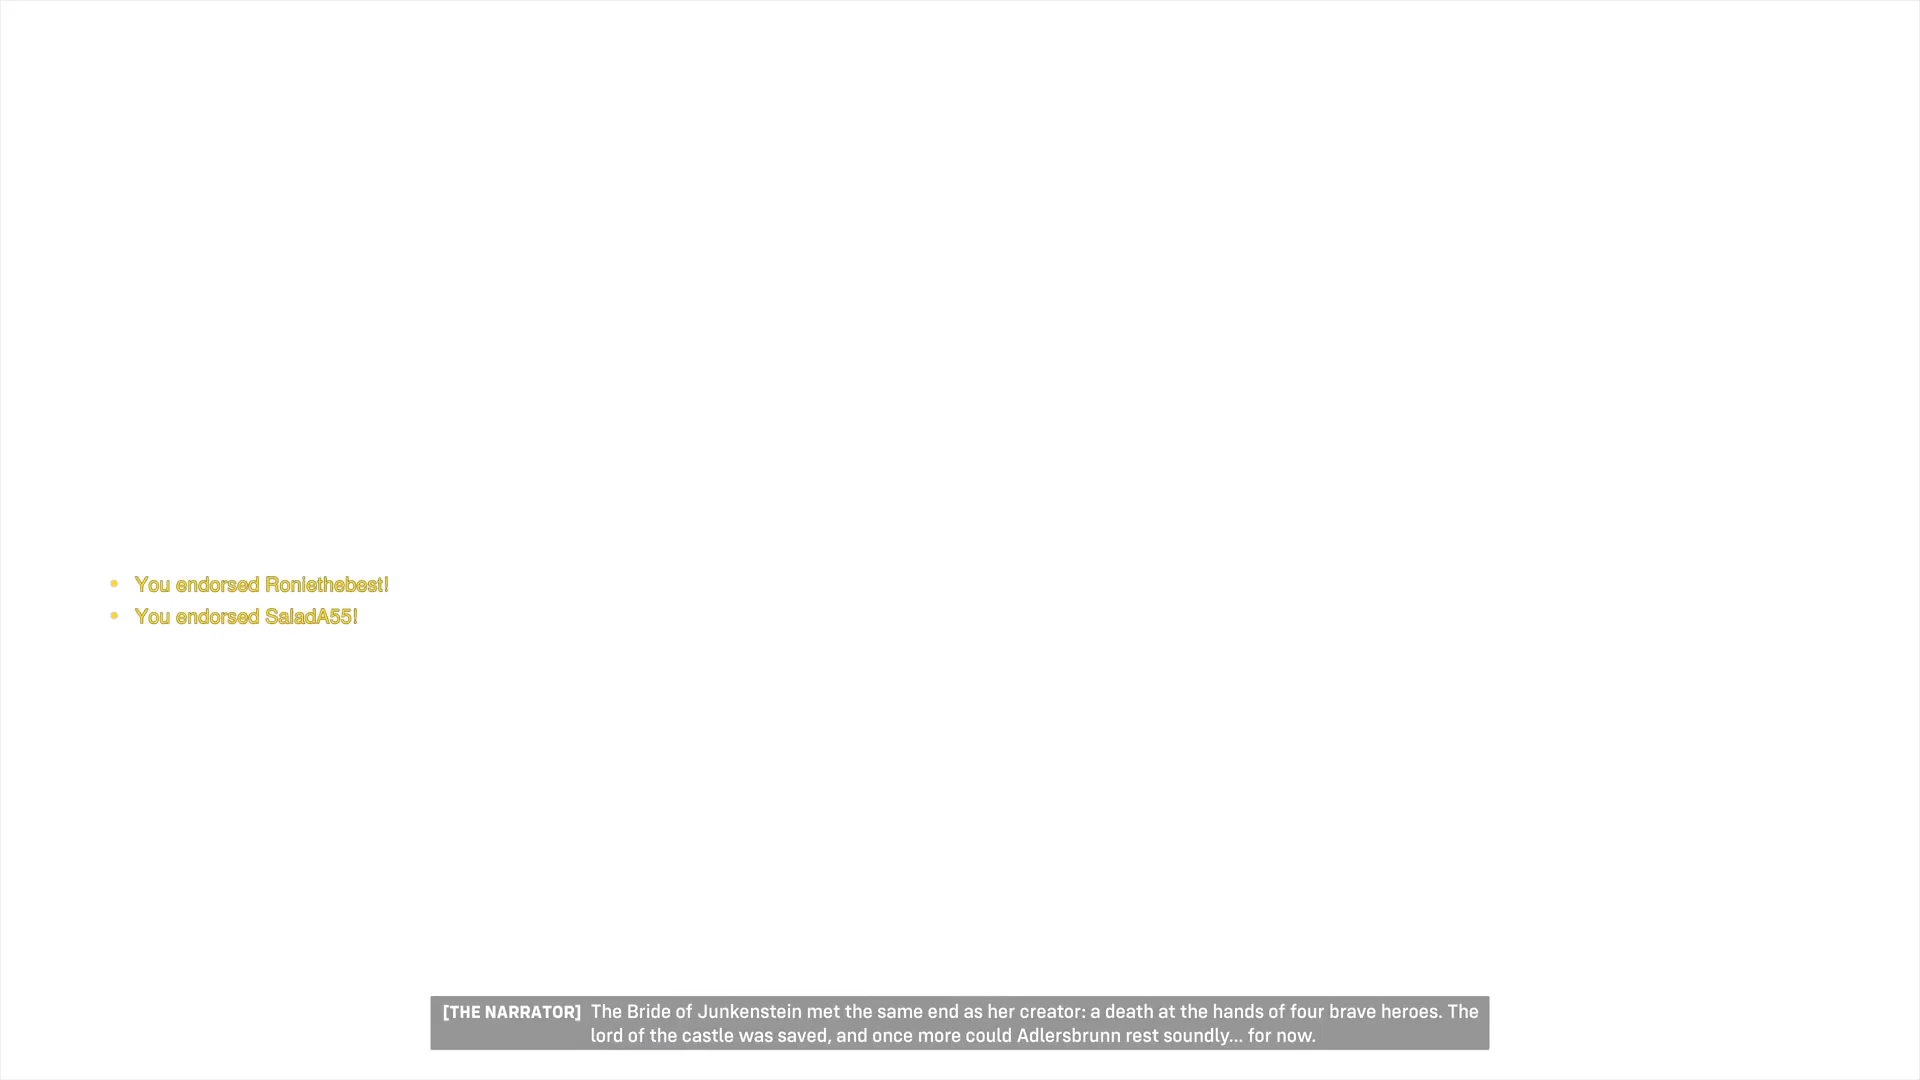 You endorsed Roniethebest!
You endorsed SaladA55!
[THE NARRATOR] The Bride of Junkenstein met the same end as her creator: a death at the hands of four brave heroes. The
lord of the castle was saved, and once more could Adlersbrunn rest soundly... for now.